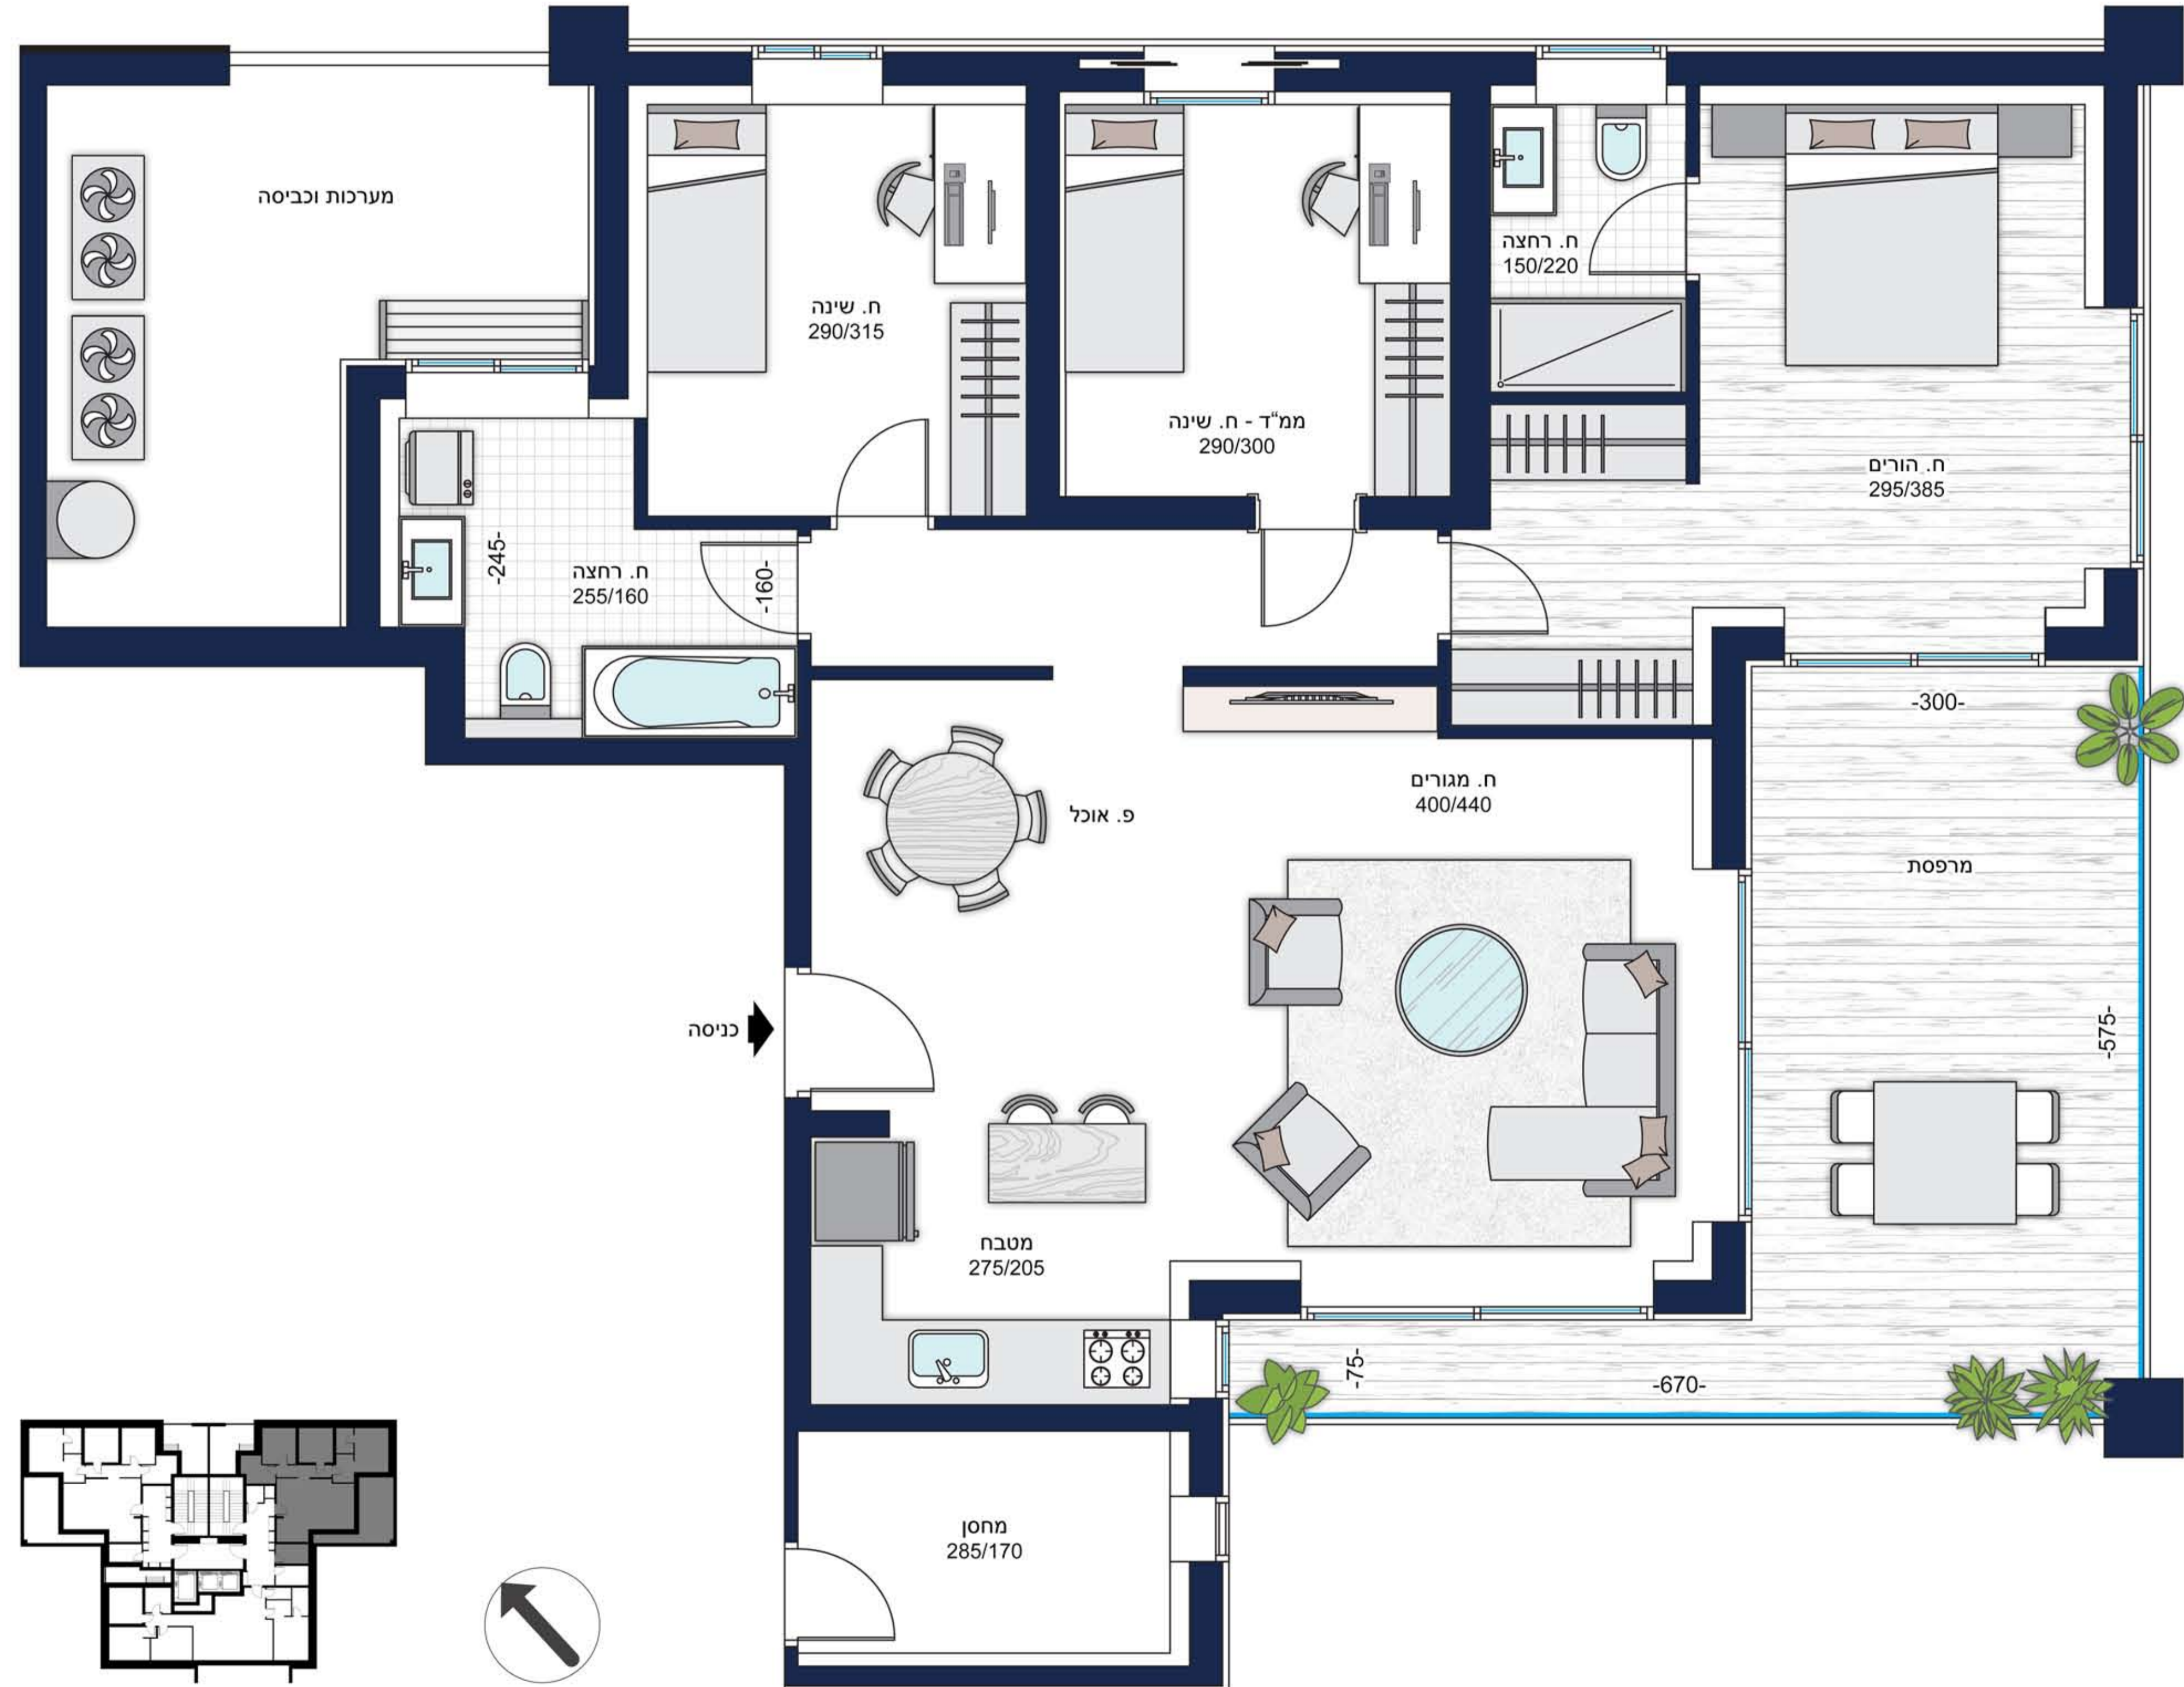 מערכות וכביסה
ח. שינה
290/315
ממ"ד - ח. שינה
290/300
ח. רחצה
150/220
ח. הורים
295/385
-245-
ח. רחצה
255/160
-160-
-300-
פ. אוכל
ח. מגורים
400/440
מרפסת
כניסה
-575-
מטבח
275/205
-75-
-670-
מחסן
285/170